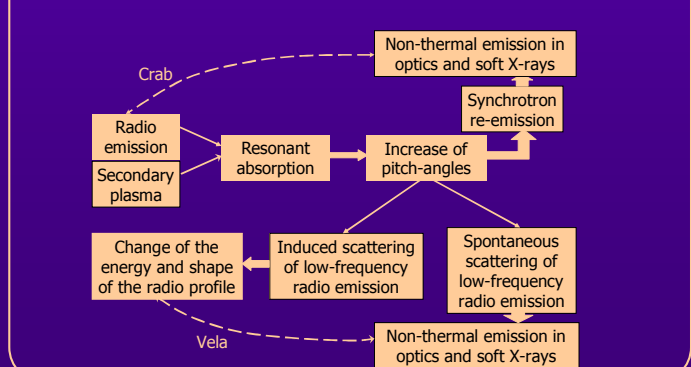 Non-thermal emission in
optics and soft X-rays
Crab
Synchrotron
re-emission
Radio
emission
Secondary
plasma
Resonant
absorption
Increase of
pitch-angles
Change of the
energy and shape
of the radio profile
Induced scattering
of low-frequency
radio emission
Spontaneous
scattering of
low-frequency
radio emission
Vela
Non-thermal emission in
optics and soft X-rays